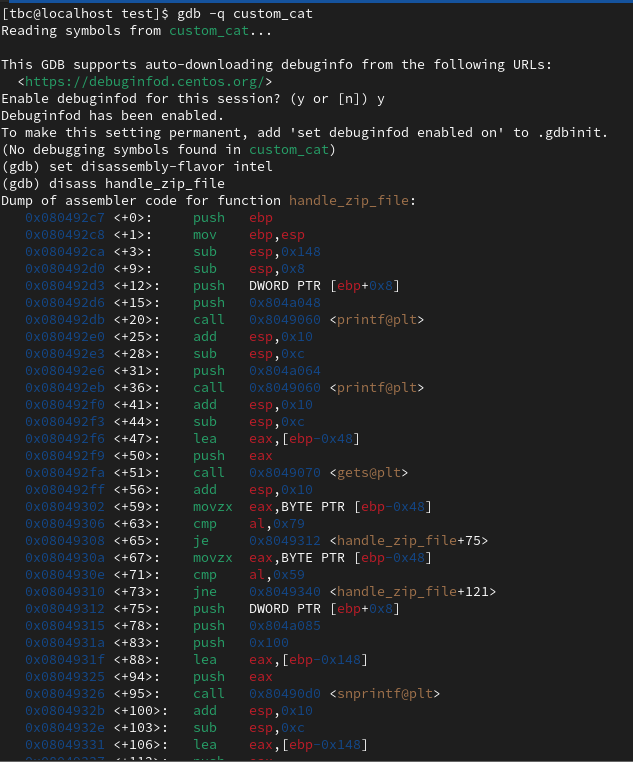 [tbc@localhost test]$ gdb -q custom_cat
Reading symbols from custom_cat...

This GDB supports auto-downloading debuginfo from the following URLs:
  <https://debuginfod.centos.org/>
Enable debuginfod for this session? (y or [n]) y
Debuginfod has been enabled.
To make this setting permanent, add 'set debuginfod enabled on' to .gdbinit.
(No debugging symbols found in custom_cat)
(gdb) set disassembly-flavor intel
(gdb) disass handle_zip_file
Dump of assembler code for function handle_zip_file:
   0x080492c7 <+0>:     push   ebp
   0x080492c8 <+1>:     mov    ebp,esp
   0x080492ca <+3>:     sub    esp,0x148
   0x080492d0 <+9>:     sub    esp,0x8
   0x080492d3 <+12>:    push   DWORD PTR [ebp+0x8]
   0x080492d6 <+15>:    push   0x804a048
   0x080492db <+20>:    call   0x8049060 <printf@plt>
   0x080492e0 <+25>:    add    esp,0x10
   0x080492e3 <+28>:    sub    esp,0xc
   0x080492e6 <+31>:    push   0x804a064
   0x080492eb <+36>:    call   0x8049060 <printf@plt>
   0x080492f0 <+41>:    add    esp,0x10
   0x080492f3 <+44>:    sub    esp,0xc
   0x080492f6 <+47>:    lea    eax,[ebp-0x48]
   0x080492f9 <+50>:    push   eax
   0x080492fa <+51>:    call   0x8049070 <gets@plt>
   0x080492ff <+56>:    add    esp,0x10
   0x08049302 <+59>:    movzx  eax,BYTE PTR [ebp-0x48]
   0x08049306 <+63>:    cmp    al,0x79
   0x08049308 <+65>:    je     0x8049312 <handle_zip_file+75>
   0x0804930a <+67>:    movzx  eax,BYTE PTR [ebp-0x48]
   0x0804930e <+71>:    cmp    al,0x59
   0x08049310 <+73>:    jne    0x8049340 <handle_zip_file+121>
   0x08049312 <+75>:    push   DWORD PTR [ebp+0x8]
   0x08049315 <+78>:    push   0x804a085
   0x0804931a <+83>:    push   0x100
   0x0804931f <+88>:    lea    eax,[ebp-0x148]
   0x08049325 <+94>:    push   eax
   0x08049326 <+95>:    call   0x80490d0 <snprintf@plt>
   0x0804932b <+100>:   add    esp,0x10
   0x0804932e <+103>:   sub    esp,0xc
   0x08049331 <+106>:   lea    eax,[ebp-0x148]